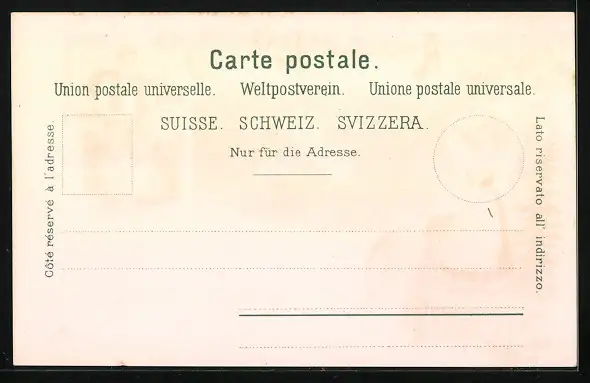 Carte postale.
Union postale universelle. Weltpostverein. Unione postale universale.
SUISSE. SCHWEIZ. SVIZZERA.
Nur für die Adresse.
Côté réservé à l'adresse.
Lato riservato all' indirizzo.